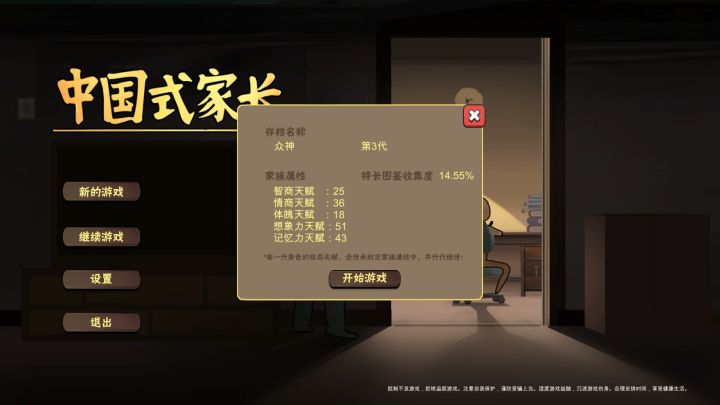 中国式家长
存档名称
众神 第3代
家族属性 特长图鉴收集度 14.55%
智商天赋 :25
情商天赋 :36
体魄天赋 :18
想象力天赋:51
记忆力天赋:43
*每一代角色的结局天赋,会传承到家族属性中,并代代相传!
开始游戏
新的游戏
继续游戏
设置
退出
抵制不良游戏,拒绝盗版游戏。注意自我保护,谨防受骗上当。适度游戏益脑,沉迷游戏伤身。合理安排时间,享受健康生活。